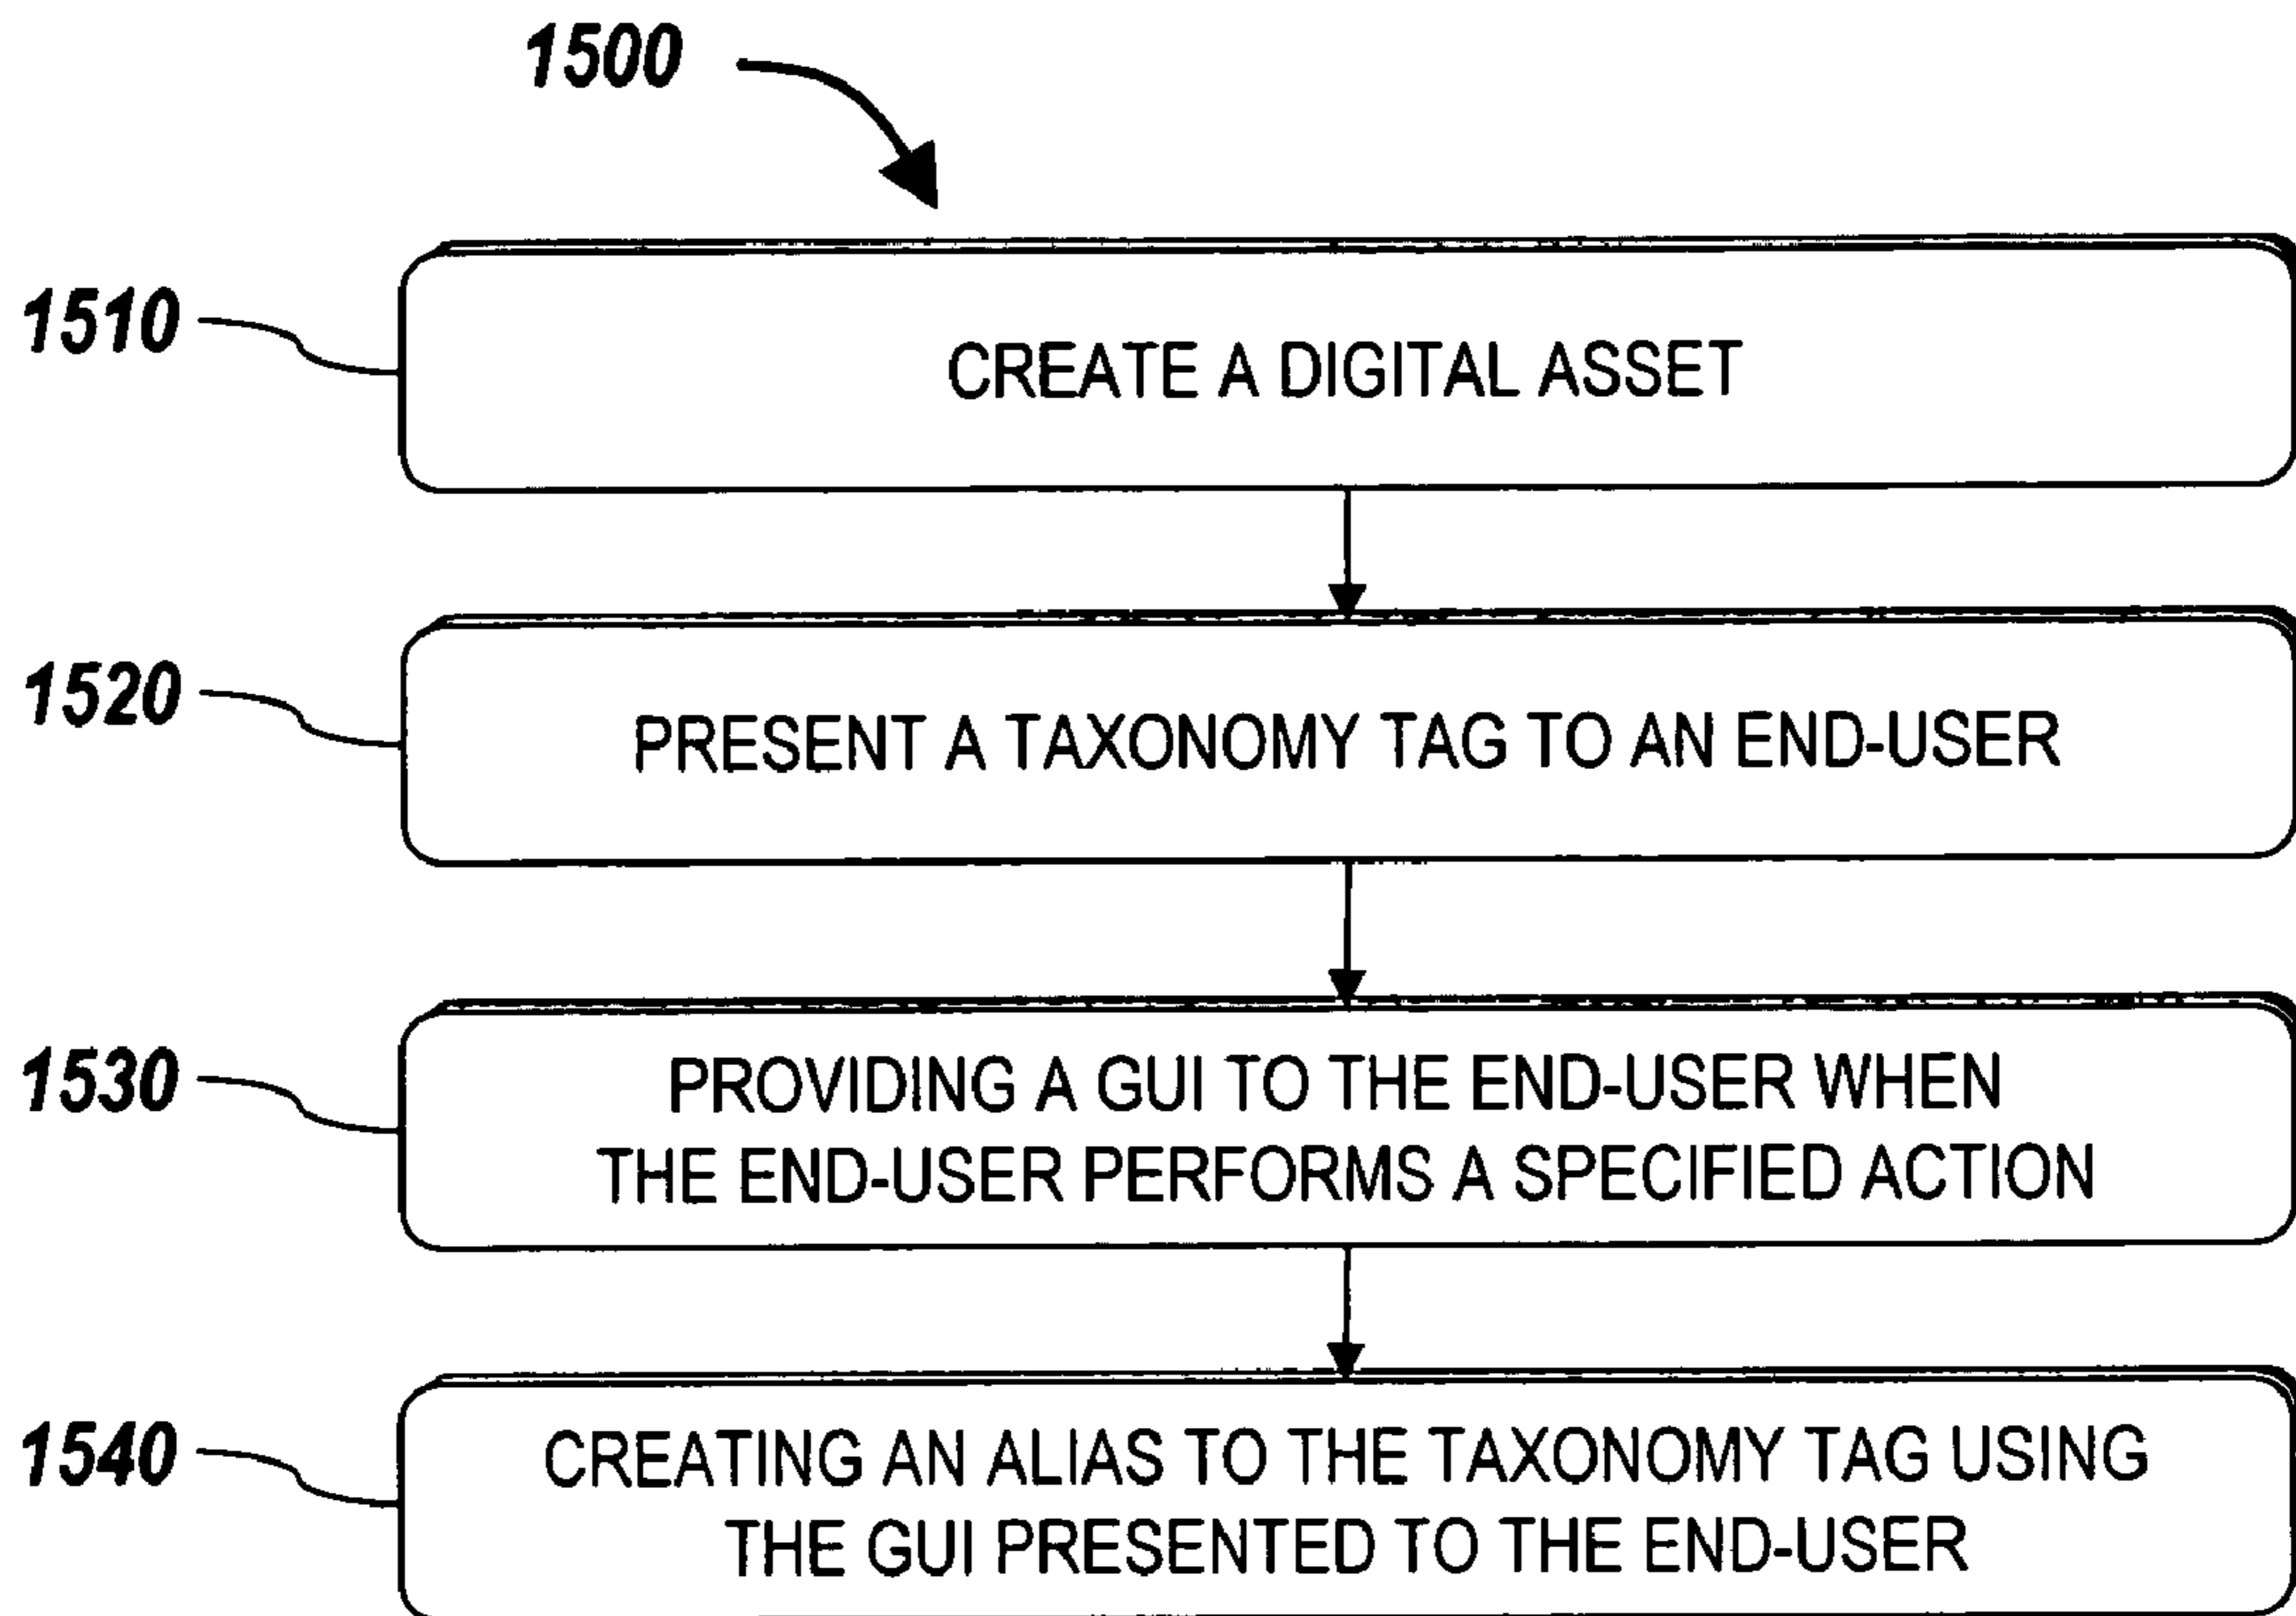 1500
1510
CREATE A DIGITAL ASSET
1520
PRESENT A TAXONOMY TAG TO AN END-USER
1530
PROVIDING A GUI TO THE END-USER WHEN
THE END-USER PERFORMS A SPECIFIED ACTION
1540
CREATING AN ALIAS TO THE TAXONOMY TAG USING
THE GUI PRESENTED TO THE END-USER